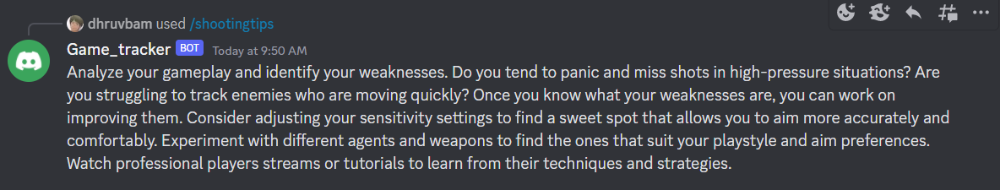 dhruvbam used /shootingtips
Game_tracker BOT Today at 9:50 AM
Analyze your gameplay and identify your weaknesses. Do you tend to panic and miss shots in high-pressure situations? Are
you struggling to track enemies who are moving quickly? Once you know what your weaknesses are, you can work on
improving them. Consider adjusting your sensitivity settings to find a sweet spot that allows you to aim more accurately and
comfortably. Experiment with different agents and weapons to find the ones that suit your playstyle and aim preferences.
Watch professional players streams or tutorials to learn from their techniques and strategies.